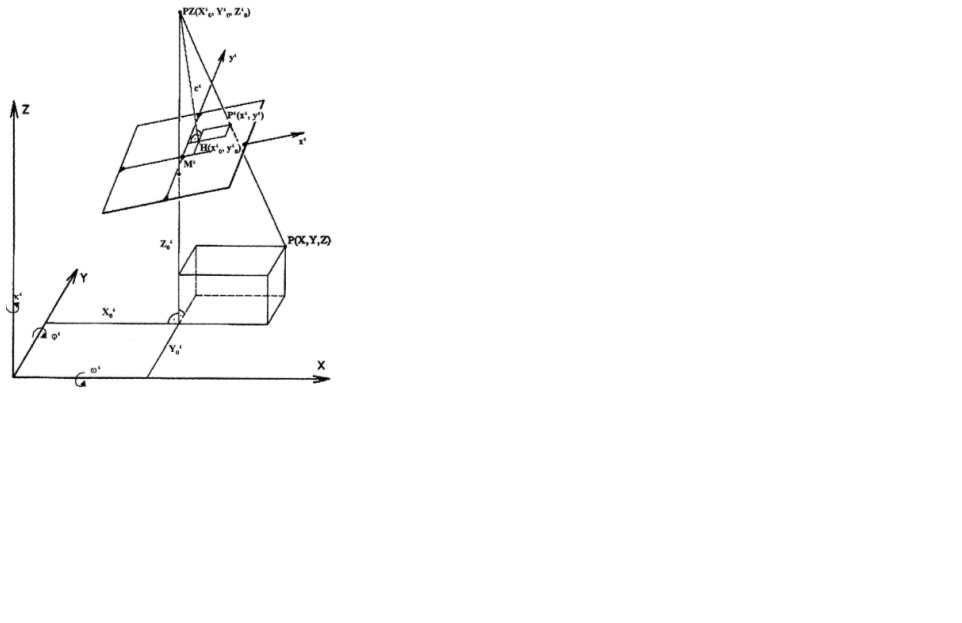 PZ(X'₀, Y'₀, Z'₀)
y'
c'
Z
P'(x', y')
x'
H(x'₀, y'₀)
M'
Z₀'
P(X,Y,Z)
Y
κ'
X₀'
φ'
Y₀'
X
ω'